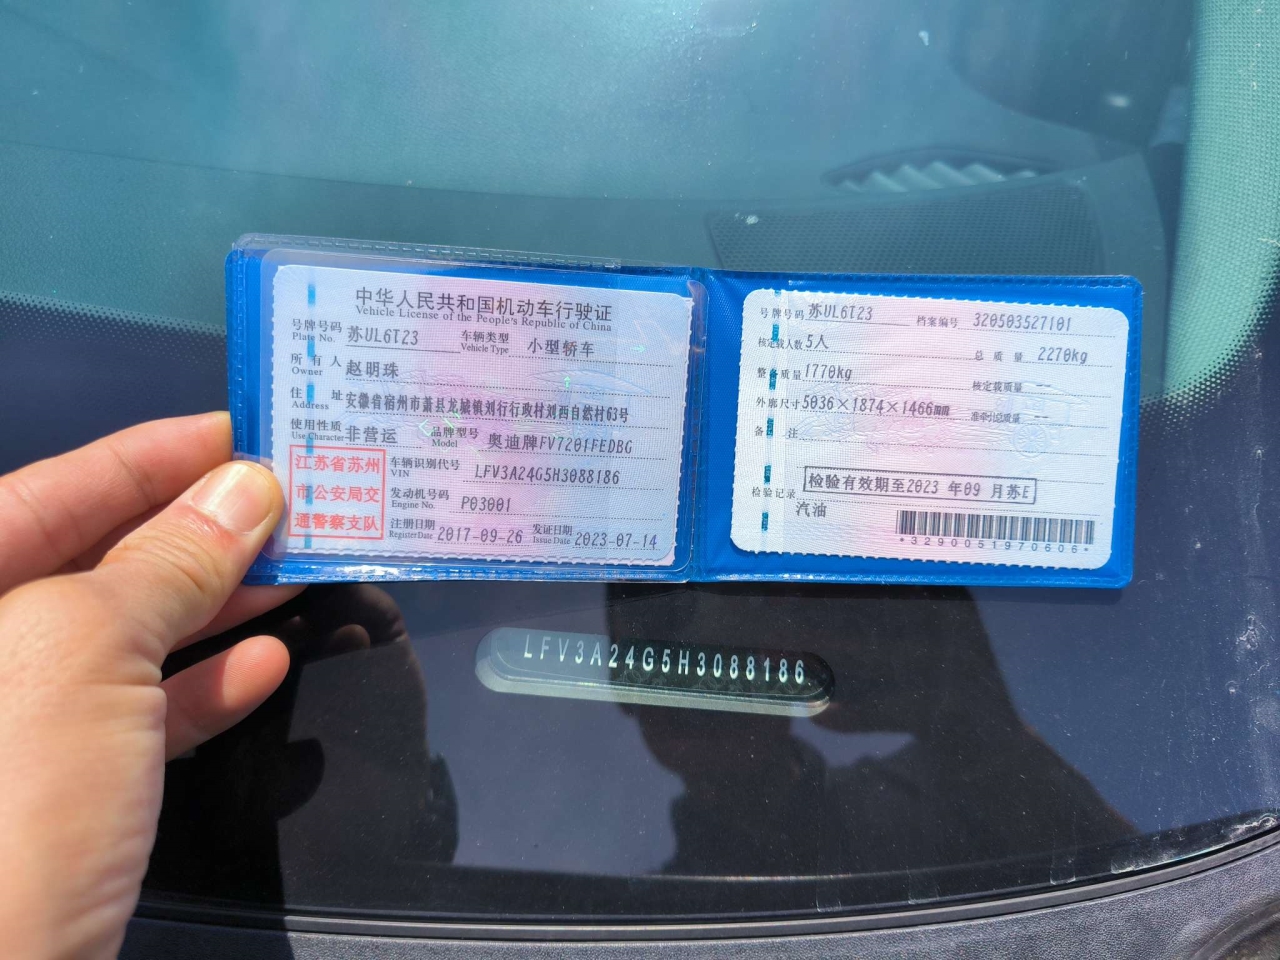 中华人民共和国机动车行驶证
Vehicle License of the People's Republic of China
号牌号码 苏UL6T23 车辆类型 小型轿车
Plate No. Vehicle Type
所有人 赵明珠
Owner
住址 安徽省宿州市萧县龙城镇刘行行政村刘西自然村63号
Address
使用性质 非营运 品牌型号 奥迪牌FV7201FEDBG
Use Character Model
江苏省苏州
市公安局交
通警察支队
车辆识别代号 LFV3A24G5H3088186
VIN
发动机号码 P03001
Engine No.
注册日期 2017-09-26 发证日期 2023-07-14
Register Date Issue Date
号牌号码 苏UL6T23 档案编号 320503527101
核定载人数 5人 总质量 2270kg
整备质量 1770kg 核定载质量 --
外廓尺寸 5036×1874×1466mm 准牵引总质量 --
备注
检验记录 检验有效期至2023 年09 月苏E
汽油
*3290051970606*
LFV3A24G5H3088186